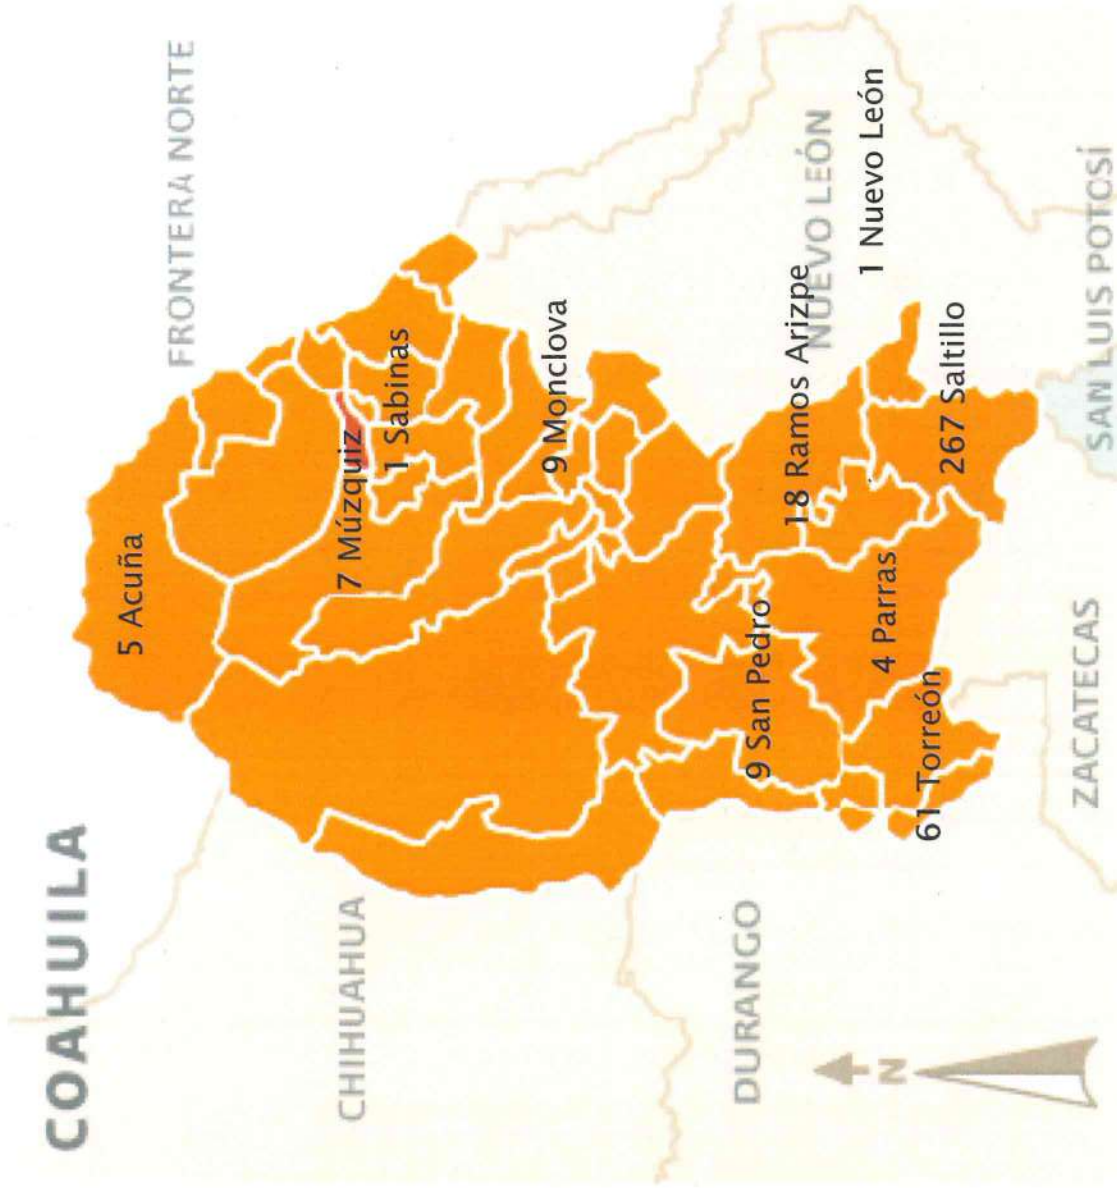 COAHUILA
FRONTERA NORTE
5 Acuña
CHIHUAHUA
7 Múzquiz
1 Sabinas
9 Monclova
DURANGO
9 San Pedro
18 Ramos Arizpe
NUEVO LEÓN
1 Nuevo León
4 Parras
61 Torreón
267 Saltillo
N
ZACATECAS
SAN LUIS POTOSÍ